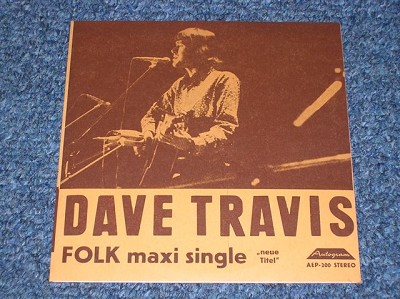 DAVE TRAVIS
FOLK maxi single
„neue
Titel"
Autogram
AEP-200 STEREO